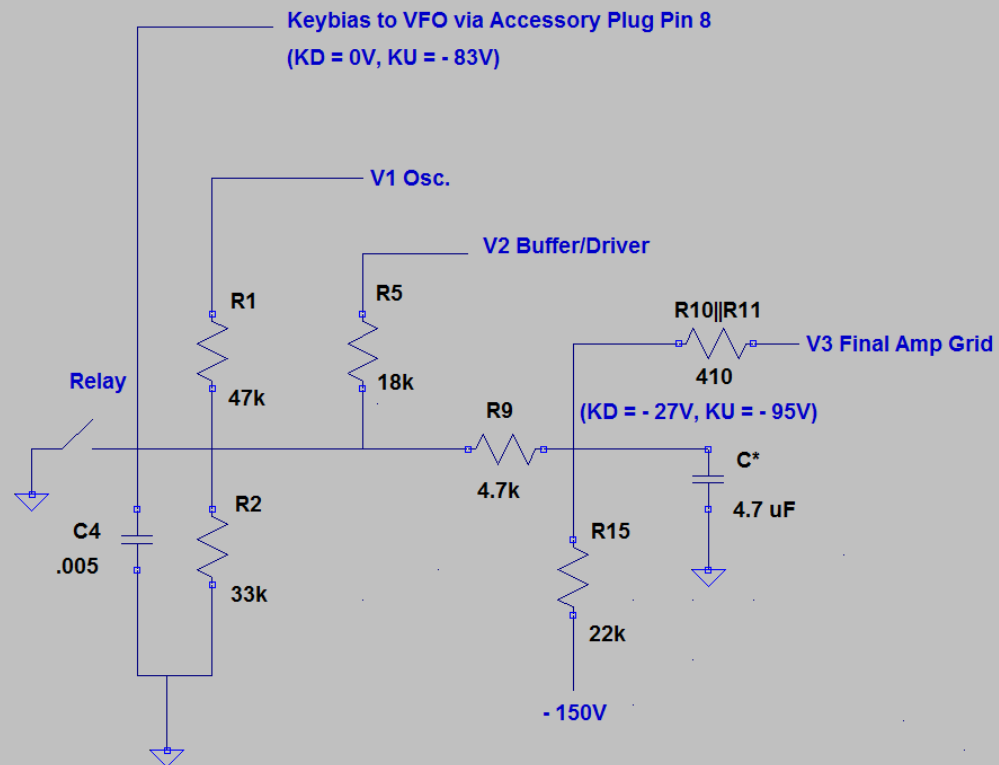 Keybias to VFO via Accessory Plug Pin 8
(KD = 0V, KU = - 83V)
V1 Osc.
V2 Buffer/Driver
R1
R5
R10||R11
V3 Final Amp Grid
Relay
47k
18k
410
R9
(KD = - 27V, KU = - 95V)
4.7k
C*
4.7 uF
C4
.005
R2
33k
R15
22k
- 150V